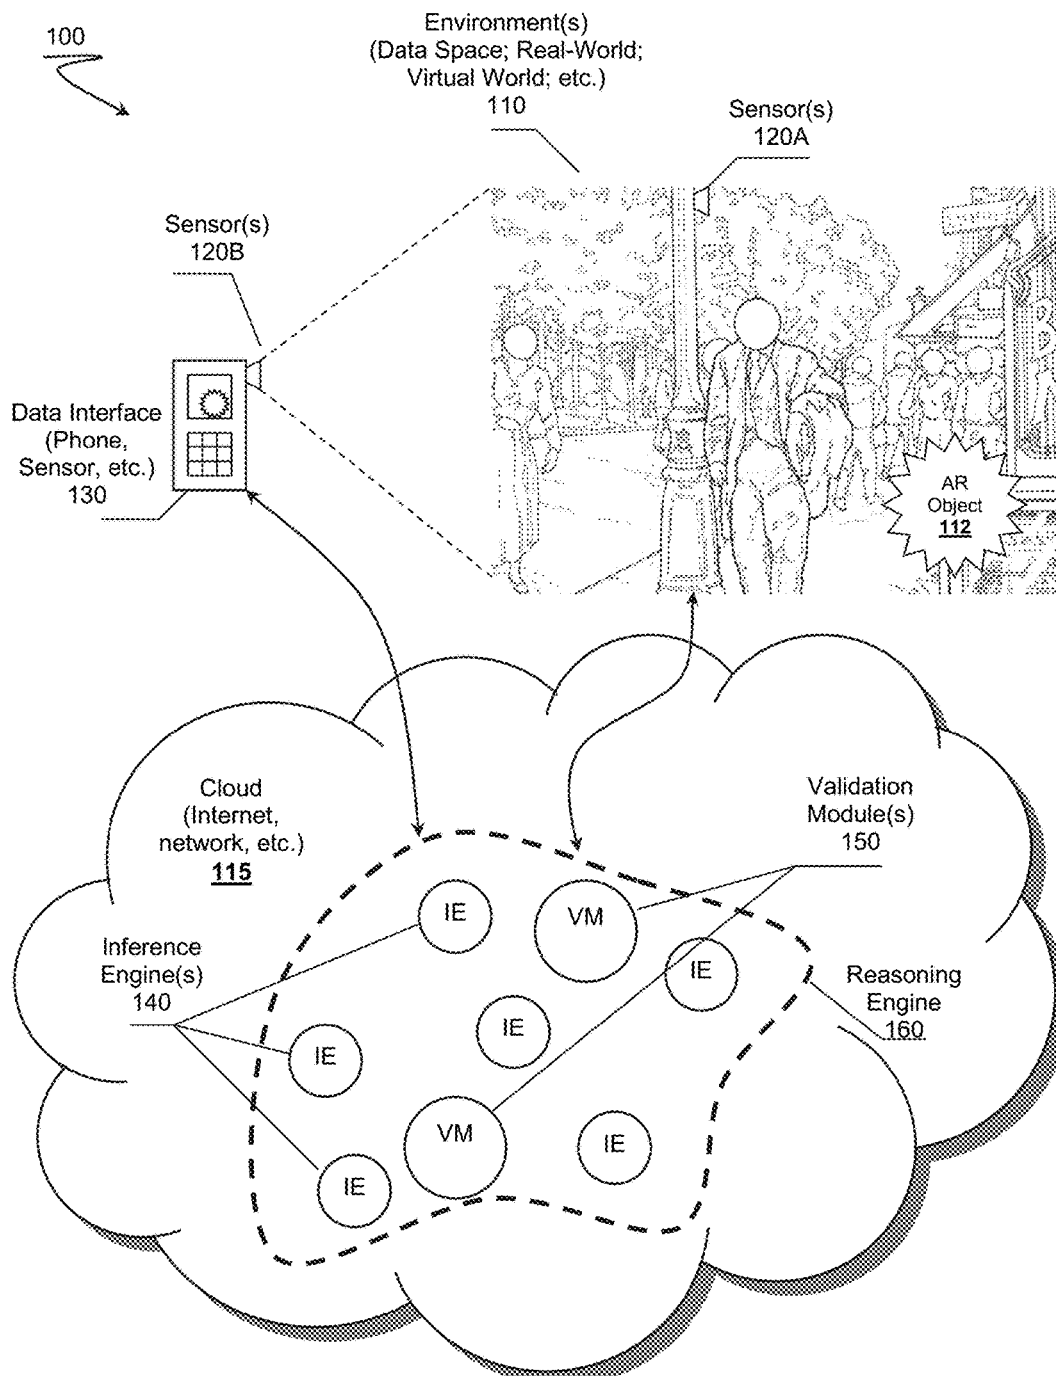 100
Environment(s)
(Data Space; Real-World;
Virtual World; etc.)
110
Sensor(s)
120A
Sensor(s)
120B
Data Interface
(Phone,
Sensor, etc.)
130
B
AR
Object
112
Cloud
(Internet,
network, etc.)
115
Validation
Module(s)
150
IE
VM
IE
Inference
Engine(s)
140
Reasoning
Engine
160
IE
IE
VM
IE
IE